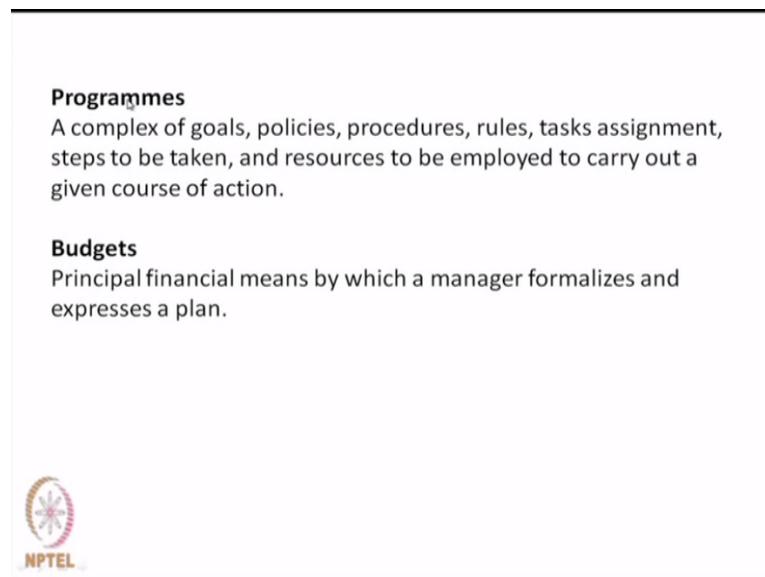 Programmes
A complex of goals, policies, procedures, rules, tasks assignment,
steps to be taken, and resources to be employed to carry out a
given course of action.
Budgets
Principal financial means by which a manager formalizes and
expresses a plan.
NPTEL